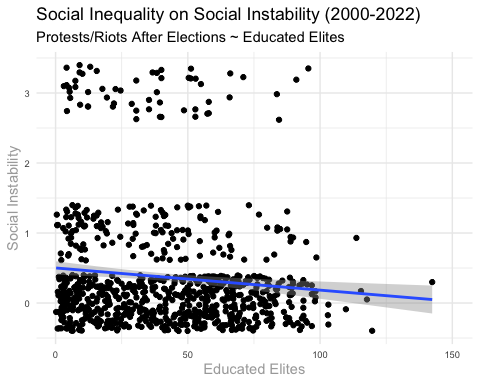 Social Inequality on Social Instability (2000-2022)
Protests/Riots After Elections ~ Educated Elites
3
2
1
0
Social Instability
0
50
100
150
Educated Elites